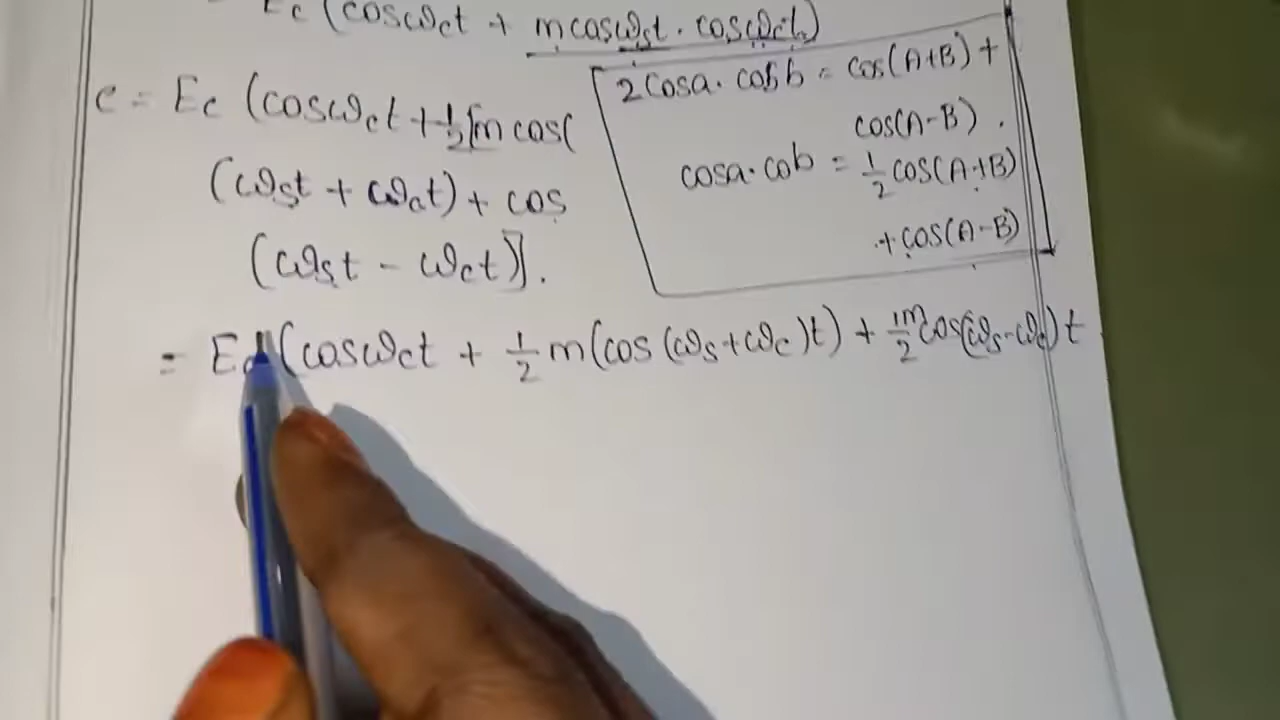 Ec (cosωct + mcosωst · cosωct)
e = Ec (cosωct + 1/2[m cos(
(ωst + ωct) + cos
(ωst - ωct)].
2cosa · cosb = cos(A+B) +
cos(A-B) .
cosa · cob = 1/2 cos(A+B)
+ cos(A-B)
= Ec (cosωct + 1/2 m(cos (ωs+ωc)t) + 1m/2 cos(ωs-ωc)t